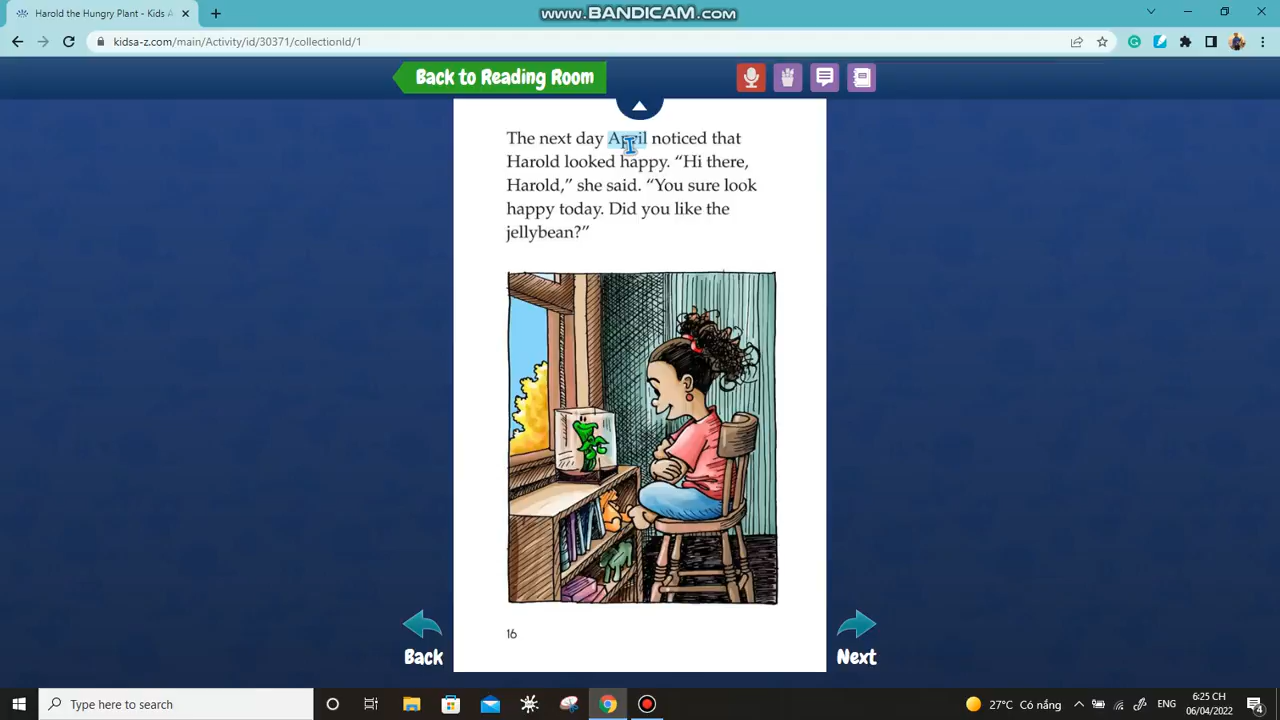 www.BANDICAM.com
Harold the Hungry Plant - Kids A
kidsa-z.com/main/Activity/id/30371/collectionId/1
Back to Reading Room
The next day April noticed that
Harold looked happy. “Hi there,
Harold,” she said. “You sure look
happy today. Did you like the
jellybean?”
16
Back
Next
Type here to search
27°C Có nắng
ENG
6:25 CH
06/04/2022
4